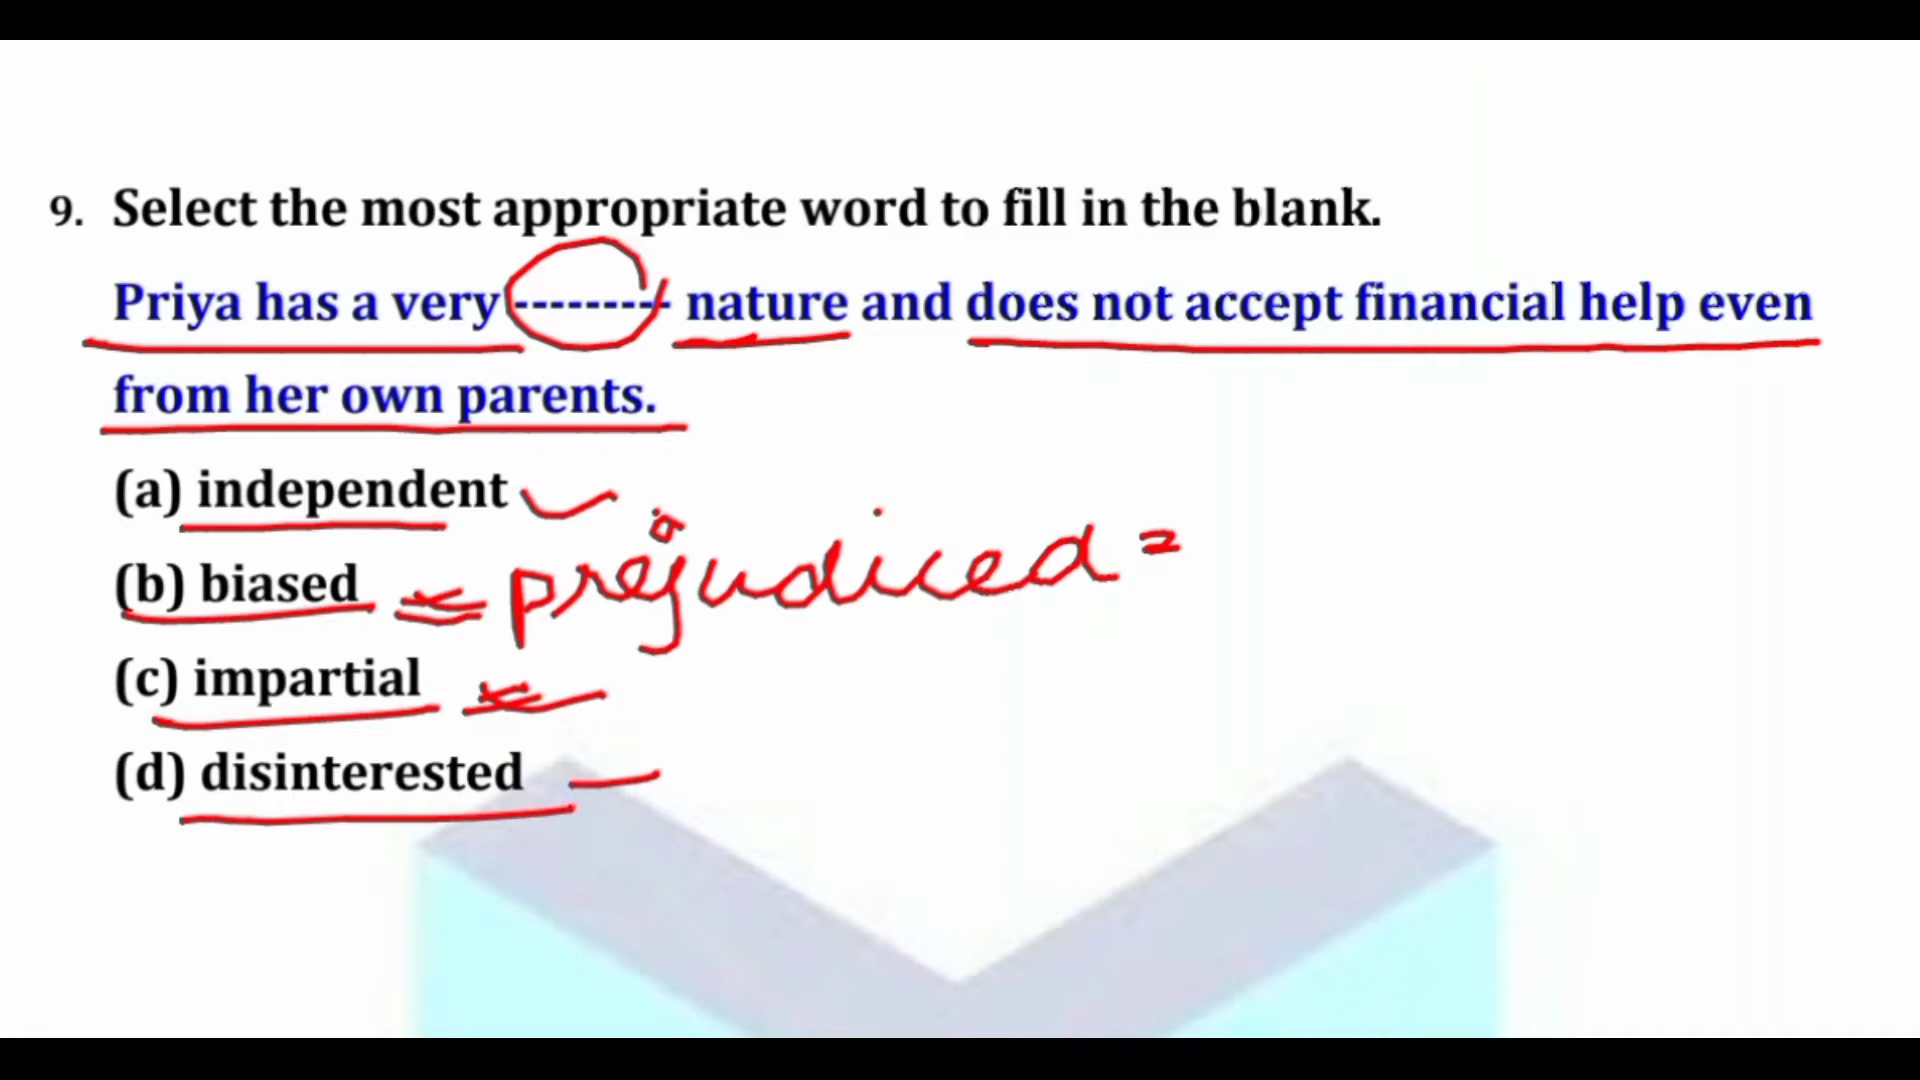 9. Select the most appropriate word to fill in the blank.
Priya has a very -------- nature and does not accept financial help even
from her own parents.
(a) independent
(b) biased prejudiced =
(c) impartial
(d) disinterested